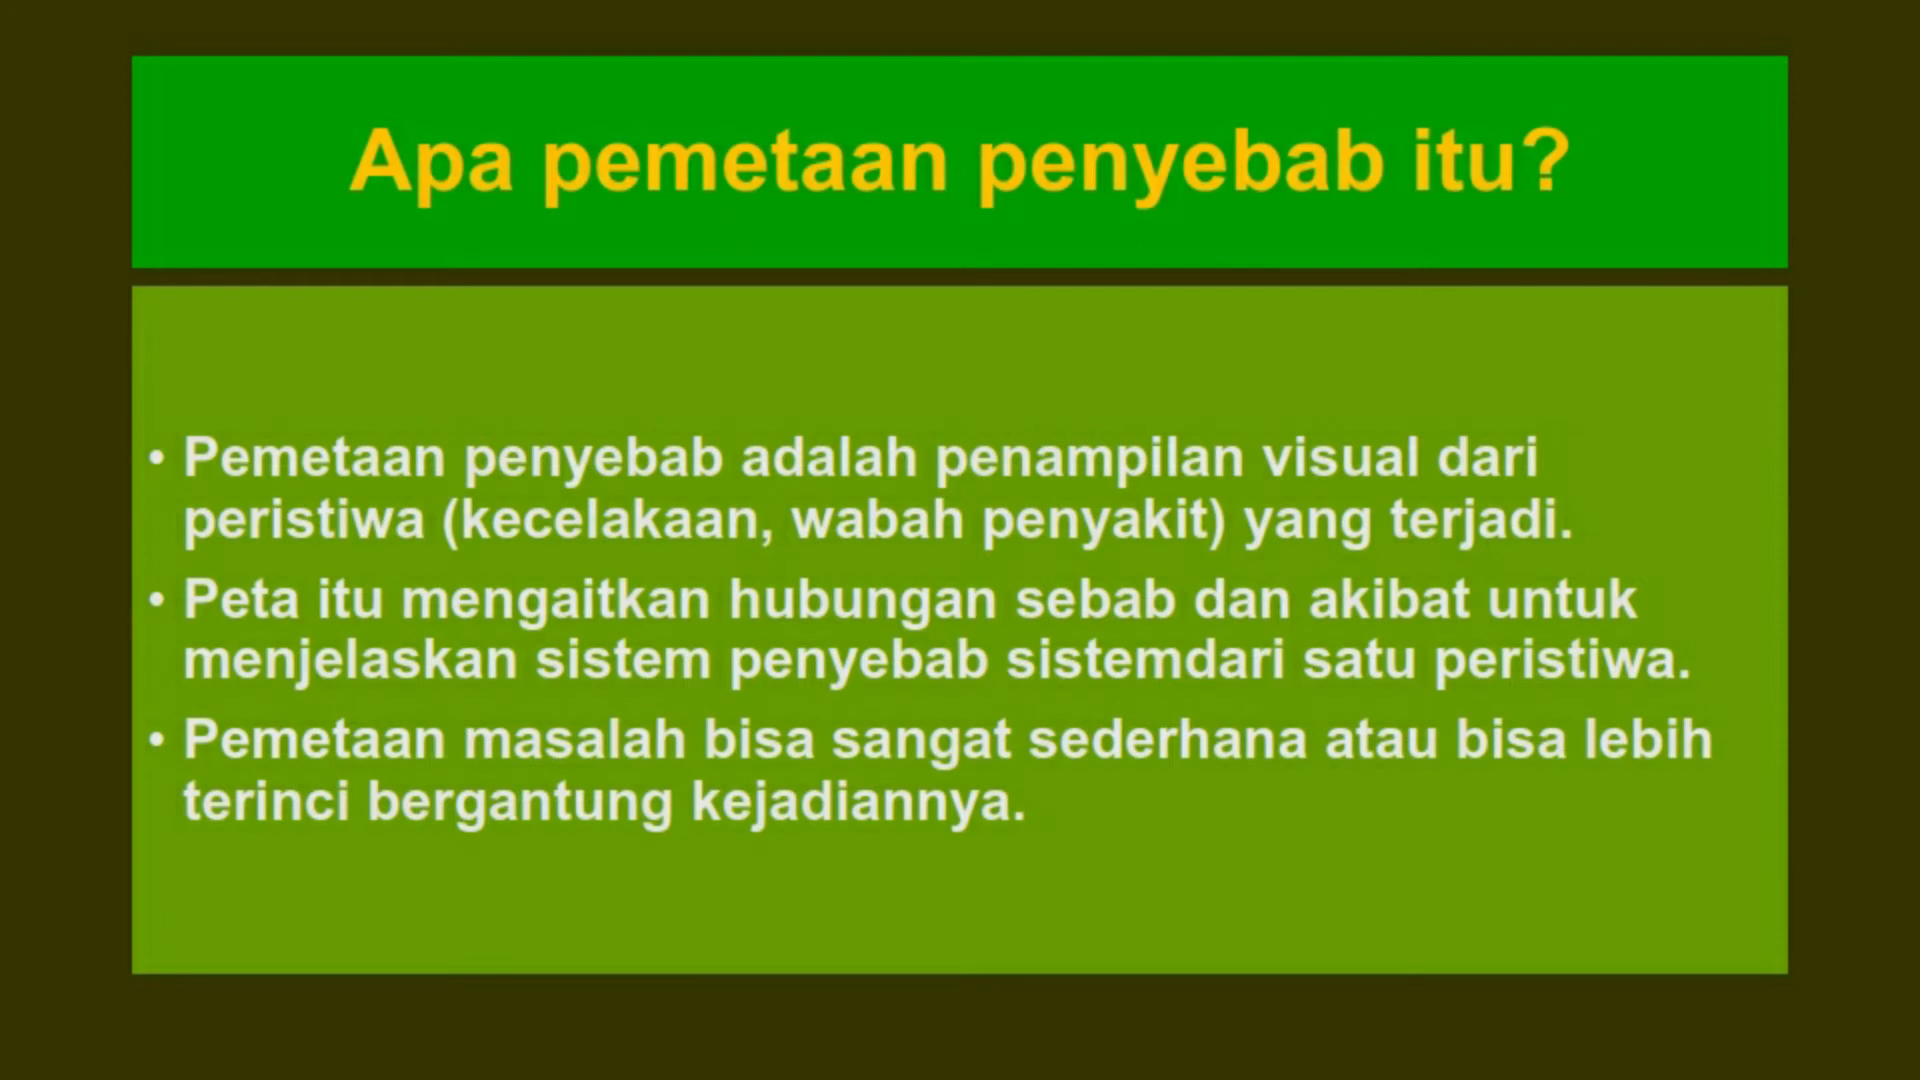 Apa pemetaan penyebab itu?
• Pemetaan penyebab adalah penampilan visual dari
peristiwa (kecelakaan, wabah penyakit) yang terjadi.
• Peta itu mengaitkan hubungan sebab dan akibat untuk
menjelaskan sistem penyebab sistemdari satu peristiwa.
• Pemetaan masalah bisa sangat sederhana atau bisa lebih
terinci bergantung kejadiannya.